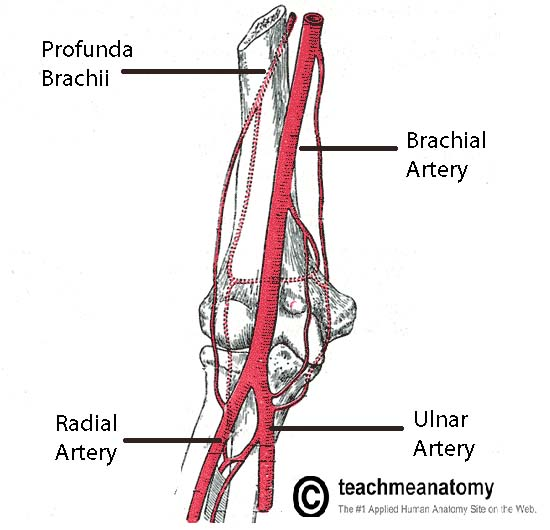 Profunda
Brachii
Brachial
Artery
Radial
Artery
Ulnar
Artery
© teachmeanatomy
The #1 Applied Human Anatomy Site on the Web.